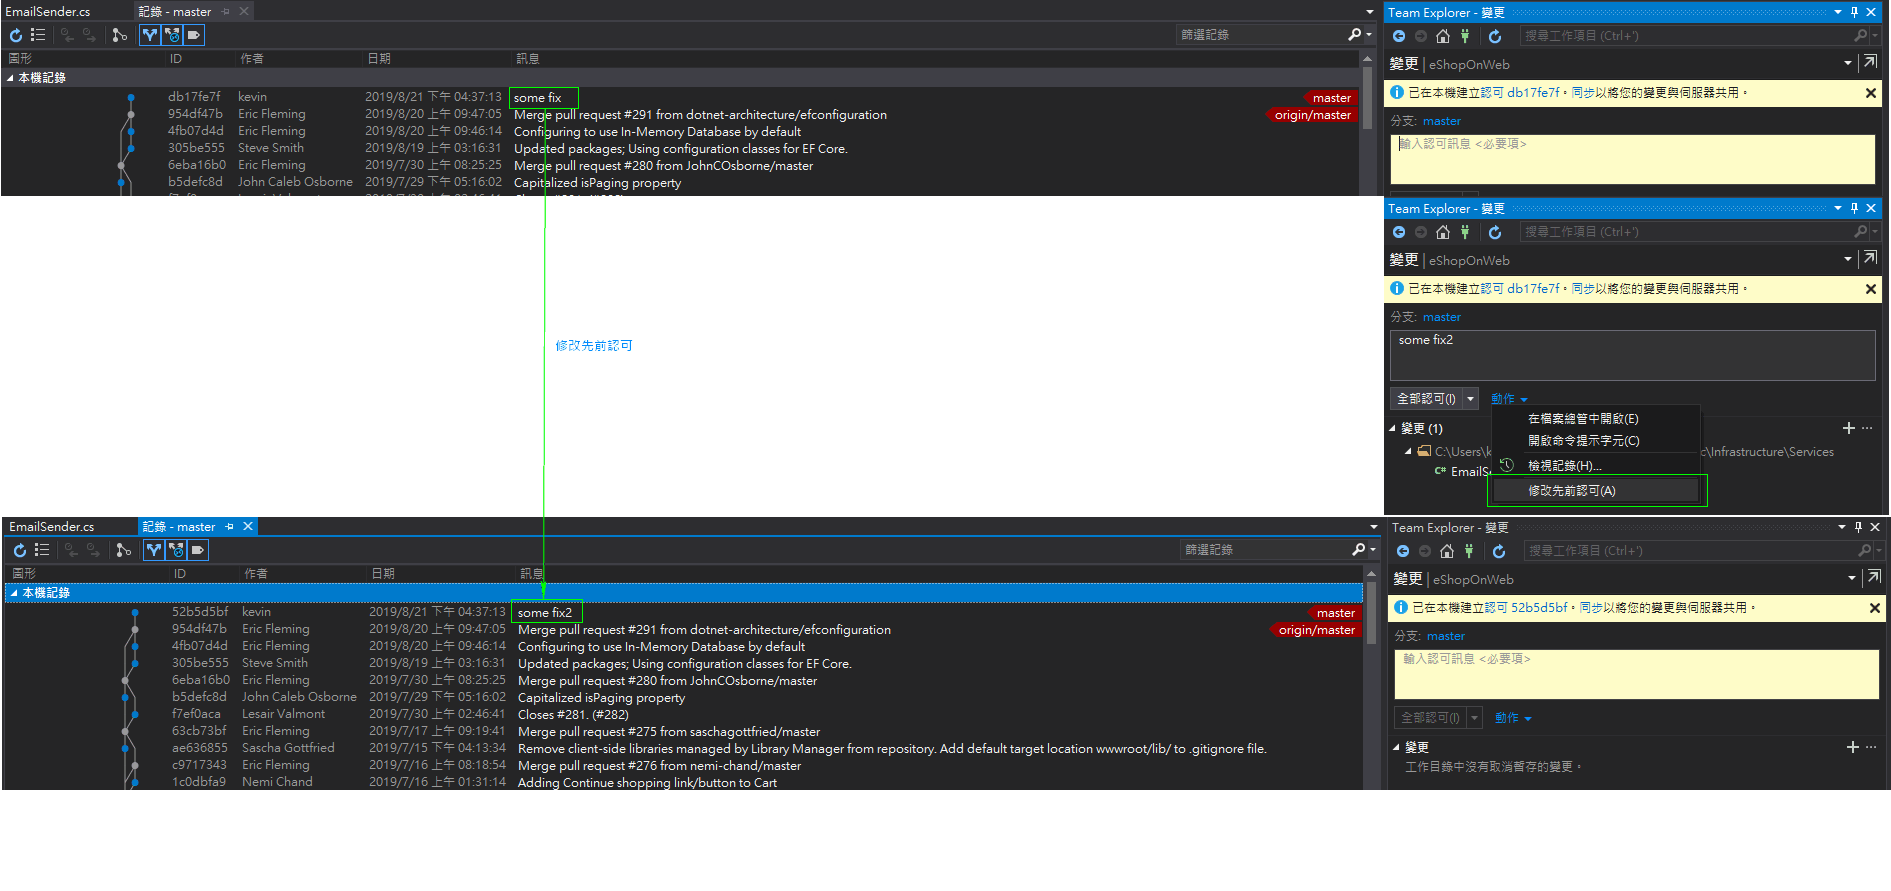 EmailSender.cs 記錄 - master
篩選記錄
圖形 ID 作者 日期 訊息
本機記錄
db17fe7f kevin 2019/8/21 下午 04:37:13 some fix master
954df47b Eric Fleming 2019/8/20 上午 09:47:05 Merge pull request #291 from dotnet-architecture/efconfiguration origin/master
4fb07d4d Eric Fleming 2019/8/20 上午 09:46:14 Configuring to use In-Memory Database by default
305be555 Steve Smith 2019/8/19 上午 03:16:31 Updated packages; Using configuration classes for EF Core.
6eba16b0 Eric Fleming 2019/7/30 上午 08:25:25 Merge pull request #280 from JohnCOsborne/master
b5defc8d John Caleb Osborne 2019/7/29 下午 05:16:02 Capitalized isPaging property
Team Explorer - 變更
搜尋工作項目 (Ctrl+')
變更 | eShopOnWeb
已在本機建立認可 db17fe7f。同步以將您的變更與伺服器共用。
分支: master
輸入認可訊息 <必要項>
Team Explorer - 變更
搜尋工作項目 (Ctrl+')
變更 | eShopOnWeb
已在本機建立認可 db17fe7f。同步以將您的變更與伺服器共用。
分支: master
some fix2
全部認可(I) 動作
在檔案總管中開啟(E)
開啟命令提示字元(C)
檢視記錄(H)...
修改先前認可(A)
變更 (1)
C:\Users\k c\Infrastructure\Services
C# EmailSe
修改先前認可
EmailSender.cs 記錄 - master
篩選記錄
圖形 ID 作者 日期 訊息
本機記錄
52b5d5bf kevin 2019/8/21 下午 04:37:13 some fix2 master
954df47b Eric Fleming 2019/8/20 上午 09:47:05 Merge pull request #291 from dotnet-architecture/efconfiguration origin/master
4fb07d4d Eric Fleming 2019/8/20 上午 09:46:14 Configuring to use In-Memory Database by default
305be555 Steve Smith 2019/8/19 上午 03:16:31 Updated packages; Using configuration classes for EF Core.
6eba16b0 Eric Fleming 2019/7/30 上午 08:25:25 Merge pull request #280 from JohnCOsborne/master
b5defc8d John Caleb Osborne 2019/7/29 下午 05:16:02 Capitalized isPaging property
f7ef0aca Lesair Valmont 2019/7/30 上午 02:46:41 Closes #281. (#282)
63cb73bf Eric Fleming 2019/7/17 上午 09:19:41 Merge pull request #275 from saschagottfried/master
ae636855 Sascha Gottfried 2019/7/15 下午 04:13:34 Remove client-side libraries managed by Library Manager from repository. Add default target location wwwroot/lib/ to .gitignore file.
c9717343 Eric Fleming 2019/7/16 上午 08:18:54 Merge pull request #276 from nemi-chand/master
1c0dbfa9 Nemi Chand 2019/7/16 上午 01:31:14 Adding Continue shopping link/button to Cart
Team Explorer - 變更
搜尋工作項目 (Ctrl+')
變更 | eShopOnWeb
已在本機建立認可 52b5d5bf。同步以將您的變更與伺服器共用。
分支: master
輸入認可訊息 <必要項>
全部認可(I) 動作
變更
工作目錄中沒有取消暫存的變更。